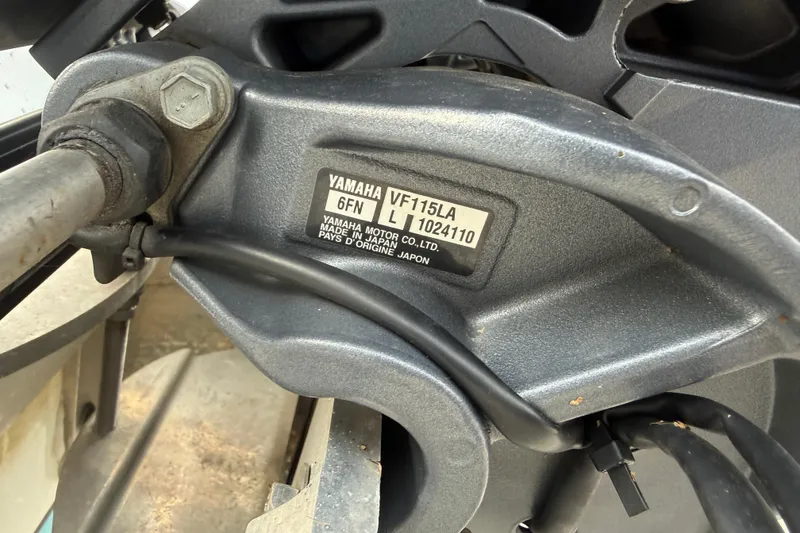 YAMAHA VF115LA
6FN L 1024110
YAMAHA MOTOR CO.,LTD.
MADE IN JAPAN
PAYS D'ORIGINE JAPON